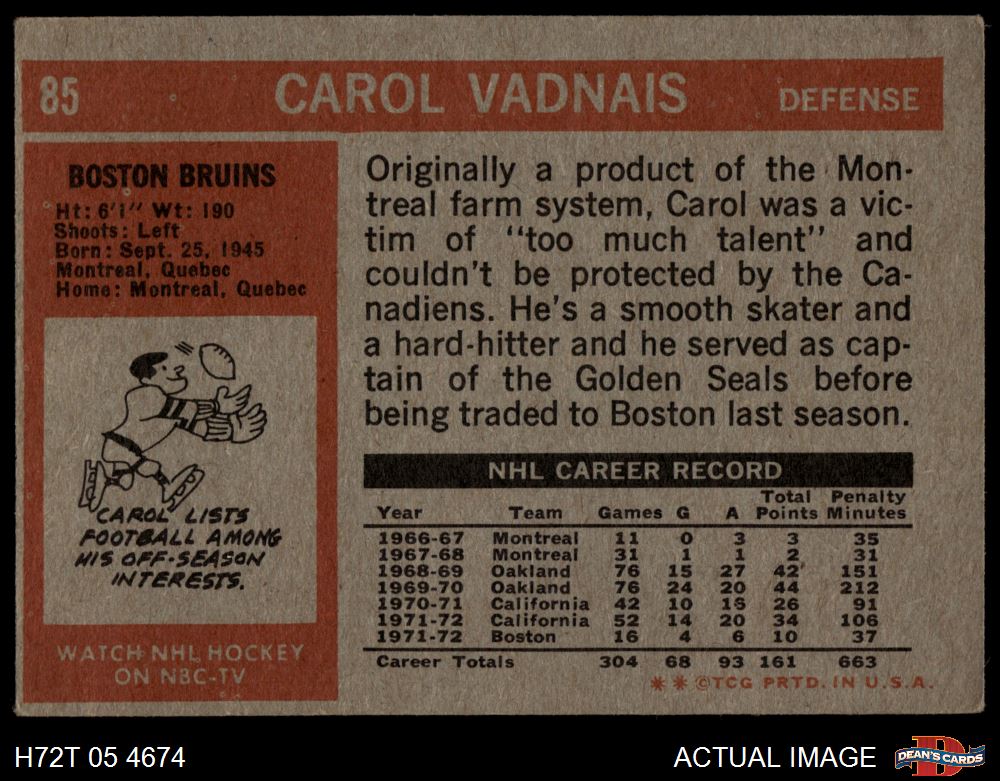 85 CAROL VADNAIS DEFENSE
BOSTON BRUINS
Ht: 6'1" Wt: 190
Shoots: Left
Born: Sept. 25, 1945
Montreal, Quebec
Home: Montreal, Quebec
CAROL LISTS
FOOTBALL AMONG
HIS OFF-SEASON
INTERESTS.
WATCH NHL HOCKEY
ON NBC-TV
Originally a product of the Mon-
treal farm system, Carol was a vic-
tim of "too much talent" and
couldn't be protected by the Ca-
nadiens. He's a smooth skater and
a hard-hitter and he served as cap-
tain of the Golden Seals before
being traded to Boston last season.
NHL CAREER RECORD
Total Penalty
Year Team Games G A Points Minutes
1966-67 Montreal 11 0 3 3 35
1967-68 Montreal 31 1 1 2 31
1968-69 Oakland 76 15 27 42 151
1969-70 Oakland 76 24 20 44 212
1970-71 California 42 10 16 26 91
1971-72 California 52 14 20 34 106
1971-72 Boston 16 4 6 10 37
Career Totals 304 68 93 161 663
** ©TCG PRTD. IN U.S.A.
H72T 05 4674 ACTUAL IMAGE DEAN'S CARDS